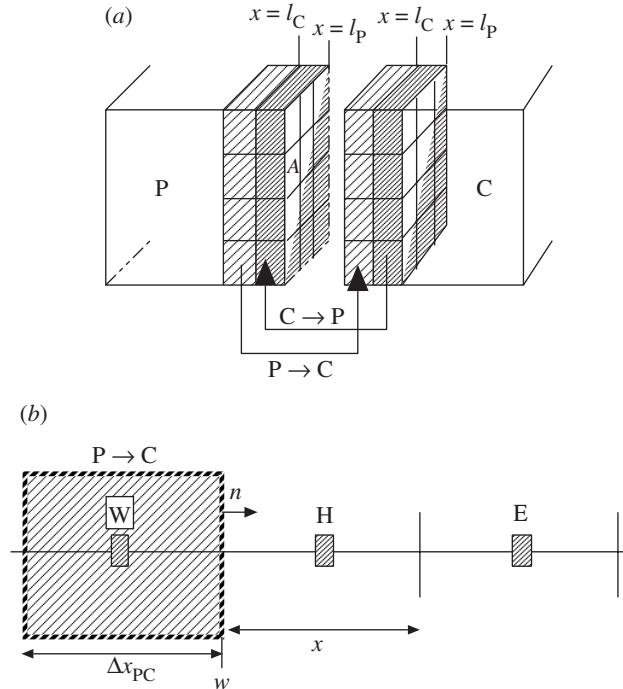 (a)
x = l_C
x = l_P
x = l_C
x = l_P
P
A
C
C → P
P → C
(b)
P → C
n
W
H
E
x
Δx_PC
w